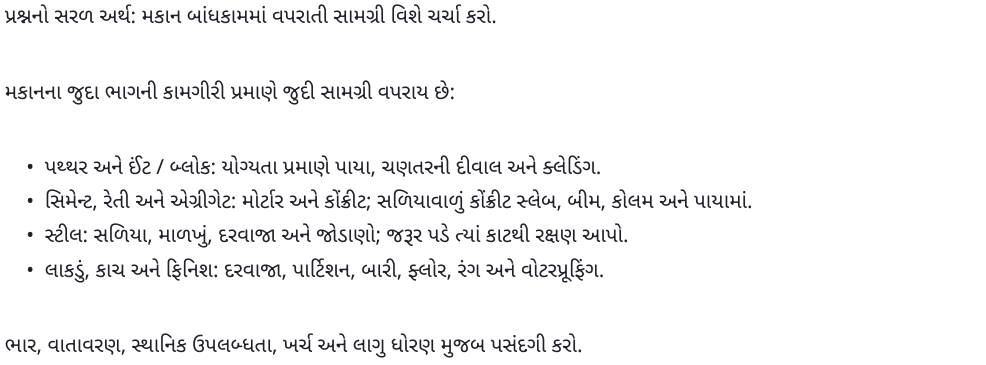 પ્રશ્નનો સરળ અર્થ: મકાન બાંધકામમાં વપરાતી સામગ્રી વિશે ચર્ચા કરો.
મકાનના જુદા ભાગની કામગીરી પ્રમાણે જુદી સામગ્રી વપરાય છે:
• પથ્થર અને ઈંટ / બ્લોક: યોગ્યતા પ્રમાણે પાયા, ચણતરની દીવાલ અને ક્લેડિંગ.
• સિમેન્ટ, રેતી અને એગ્રીગેટ: મોર્ટાર અને કોંક્રીટ; સળિયાવાળું કોંક્રીટ સ્લેબ, બીમ, કોલમ અને પાયામાં.
• સ્ટીલ: સળિયા, માળખું, દરવાજા અને જોડાણો; જરૂર પડે ત્યાં કાટથી રક્ષણ આપો.
• લાકડું, કાચ અને ફિનિશ: દરવાજા, પાર્ટિશન, બારી, ફ્લોર, રંગ અને વોટરપ્રૂફિંગ.
ભાર, વાતાવરણ, સ્થાનિક ઉપલબ્ધતા, ખર્ચ અને લાગુ ધોરણ મુજબ પસંદગી કરો.